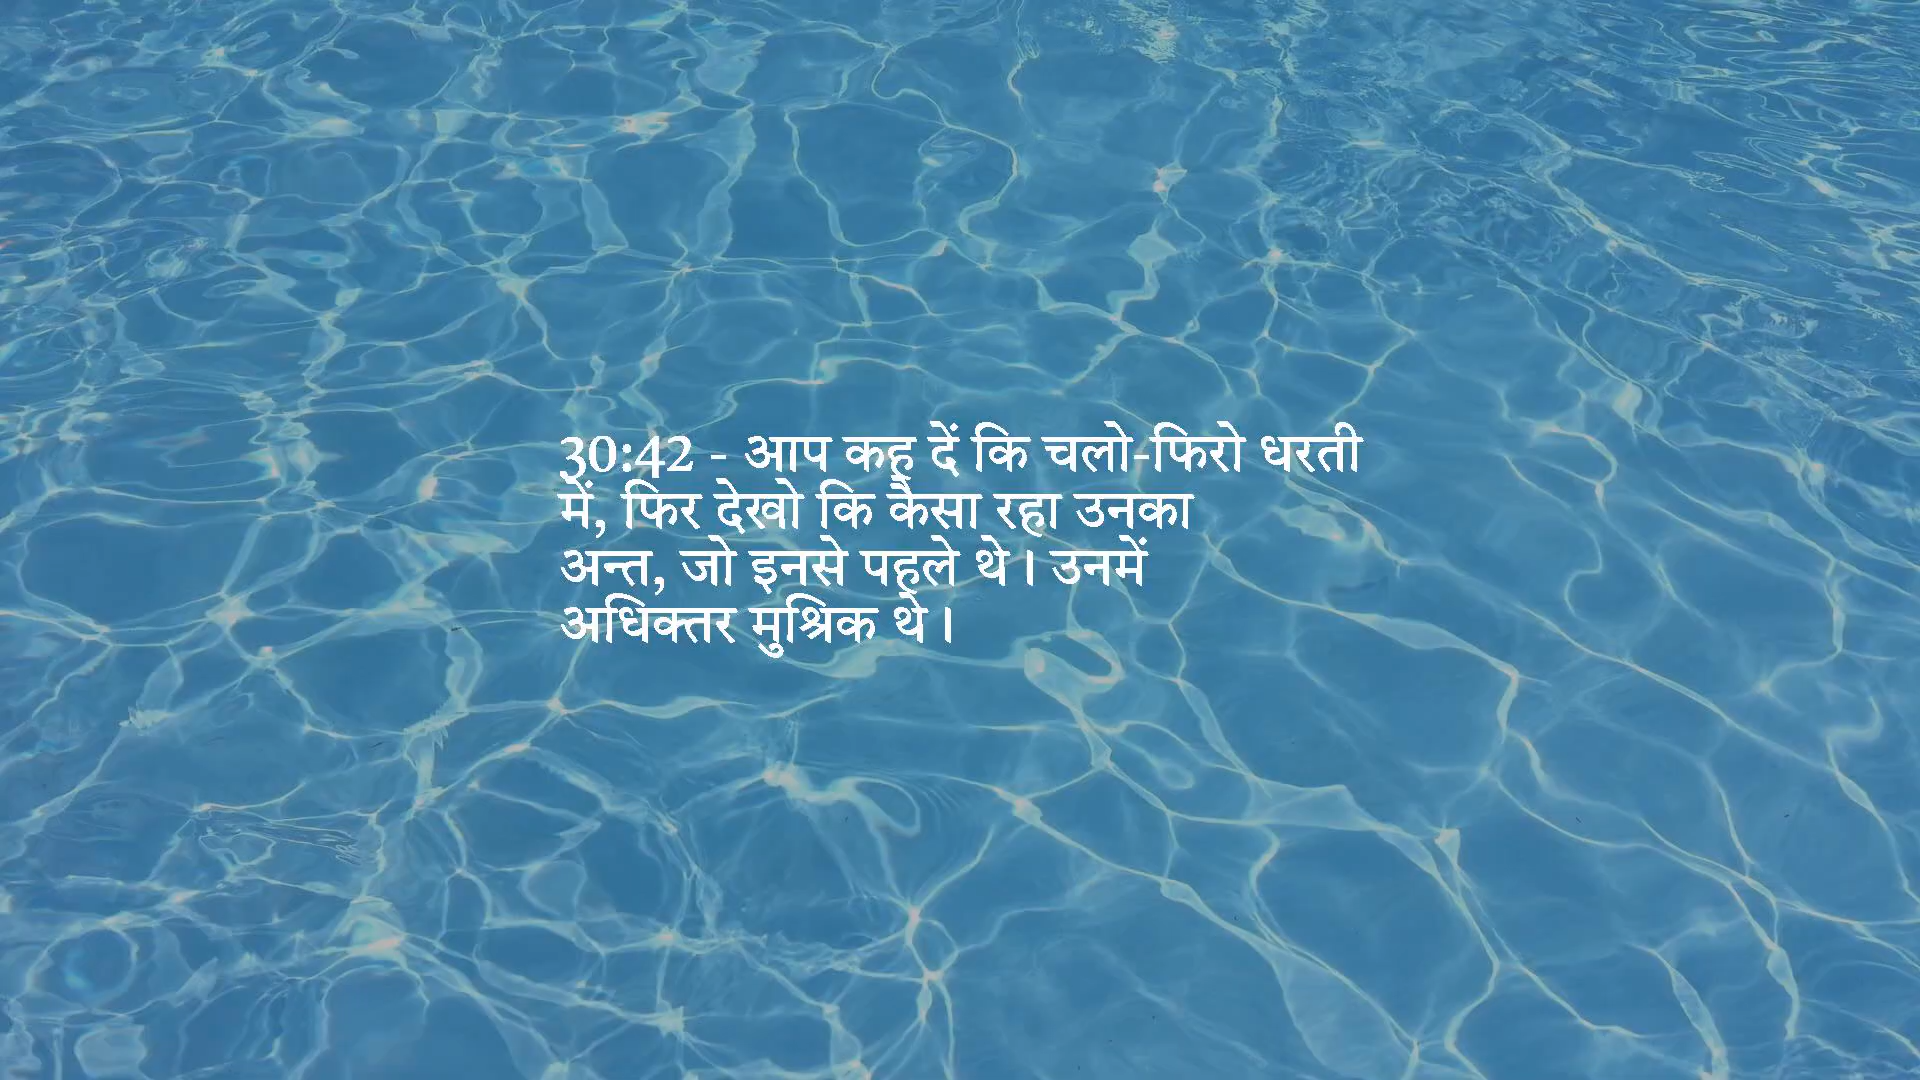 30:42 - आप कह दें कि चलो-फिरो धरती
में, फिर देखो कि कैसा रहा उनका
अन्त, जो इनसे पहले थे। उनमें
अधिक्तर मुश्रिक थे।